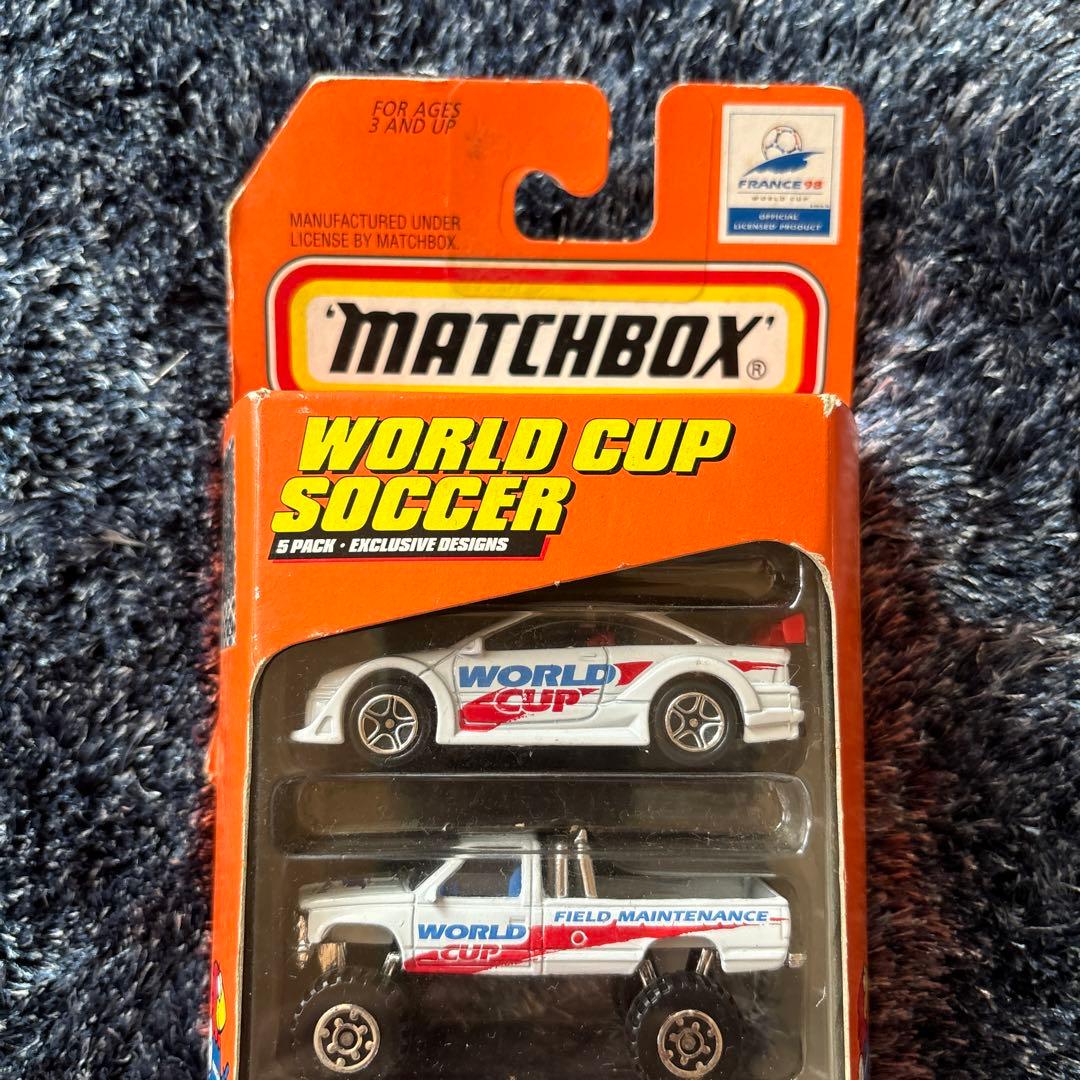 FOR AGES
3 AND UP
FRANCE 98
WORLD CUP
OFFICIAL
LICENSED PRODUCT
MANUFACTURED UNDER
LICENSE BY MATCHBOX.
'MATCHBOX'®
WORLD CUP
SOCCER
5 PACK · EXCLUSIVE DESIGNS
WORLD
CUP
FIELD MAINTENANCE
WORLD
CUP